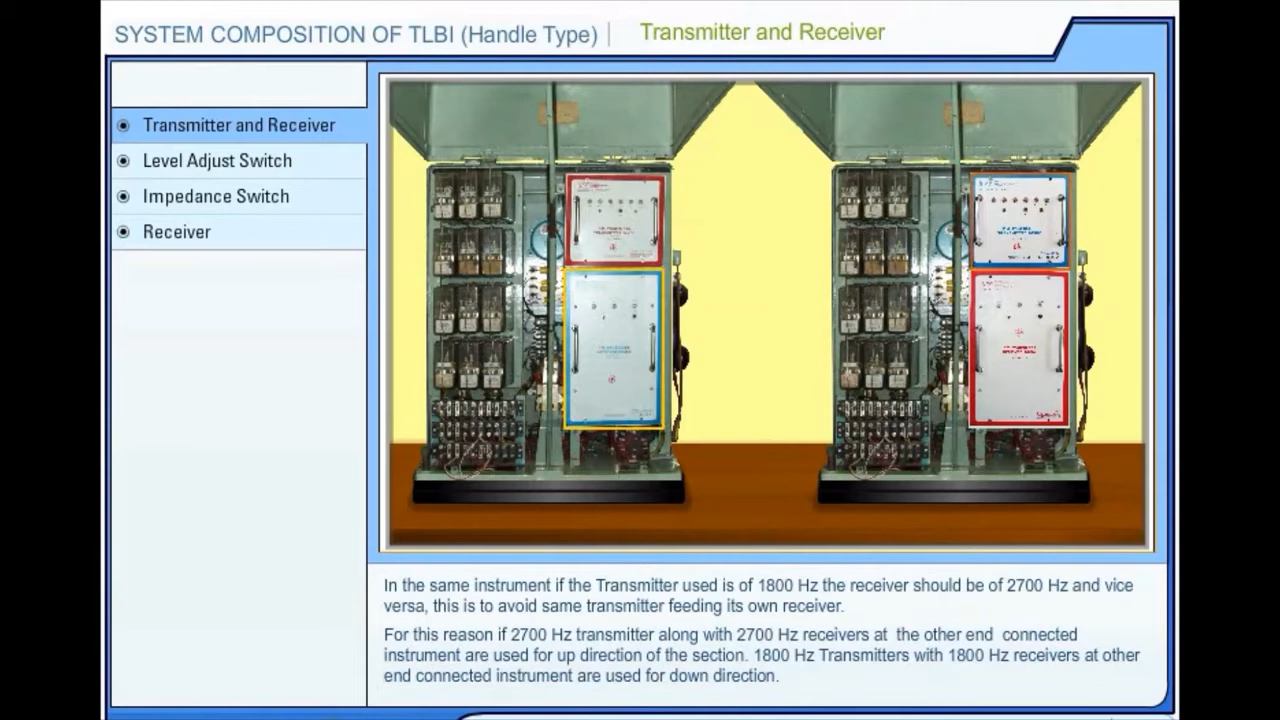 SYSTEM COMPOSITION OF TLBI (Handle Type)
Transmitter and Receiver
Transmitter and Receiver
Level Adjust Switch
Impedance Switch
Receiver
In the same instrument if the Transmitter used is of 1800 Hz the receiver should be of 2700 Hz and vice
versa, this is to avoid same transmitter feeding its own receiver.
For this reason if 2700 Hz transmitter along with 2700 Hz receivers at the other end connected
instrument are used for up direction of the section. 1800 Hz Transmitters with 1800 Hz receivers at other
end connected instrument are used for down direction.